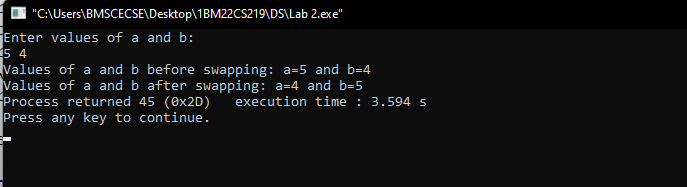 "C:\Users\BMSCECSE\Desktop\1BM22CS219\DS\Lab 2.exe"
Enter values of a and b:
5 4
Values of a and b before swapping: a=5 and b=4
Values of a and b after swapping: a=4 and b=5
Process returned 45 (0x2D)   execution time : 3.594 s
Press any key to continue.